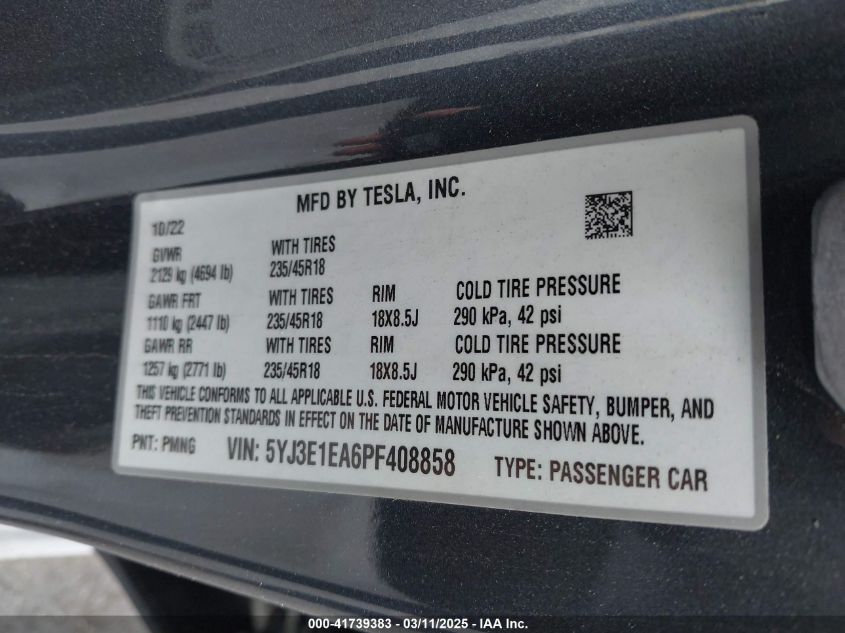 MFD BY TESLA, INC.
10/22
GVWR WITH TIRES
2129 kg (4694 lb) 235/45R18
GAWR FRT WITH TIRES RIM COLD TIRE PRESSURE
1110 kg (2447 lb) 235/45R18 18X8.5J 290 kPa, 42 psi
GAWR RR WITH TIRES RIM COLD TIRE PRESSURE
1257 kg (2771 lb) 235/45R18 18X8.5J 290 kPa, 42 psi
THIS VEHICLE CONFORMS TO ALL APPLICABLE U.S. FEDERAL MOTOR VEHICLE SAFETY, BUMPER, AND
THEFT PREVENTION STANDARDS IN EFFECT ON THE DATE OF MANUFACTURE SHOWN ABOVE.
PNT: PMNG VIN: 5YJ3E1EA6PF408858 TYPE: PASSENGER CAR
000-41739383 - 03/11/2025 - IAA Inc.